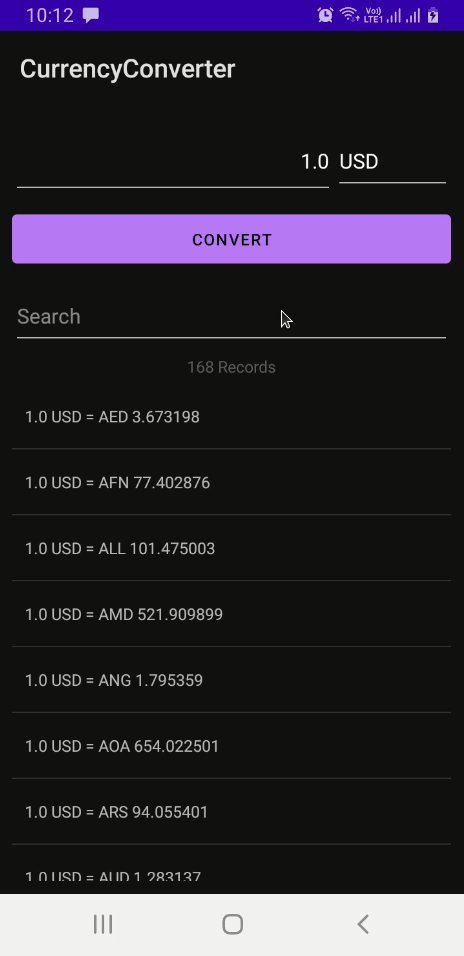 10:12
Vo)) LTE1
CurrencyConverter
1.0 USD
CONVERT
Search
168 Records
1.0 USD = AED 3.673198
1.0 USD = AFN 77.402876
1.0 USD = ALL 101.475003
1.0 USD = AMD 521.909899
1.0 USD = ANG 1.795359
1.0 USD = AOA 654.022501
1.0 USD = ARS 94.055401
1.0 USD = AUD 1.283137